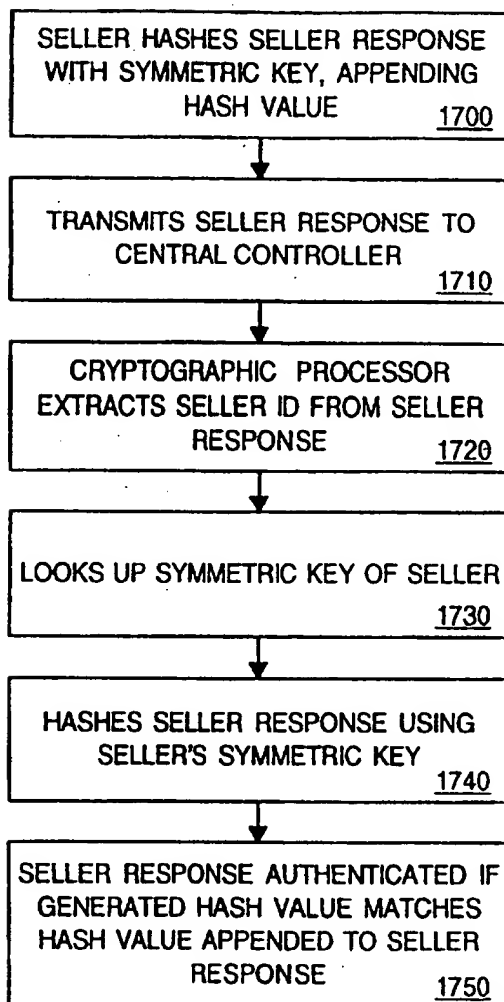 SELLER HASHES SELLER RESPONSE
WITH SYMMETRIC KEY, APPENDING
HASH VALUE
1700
TRANSMITS SELLER RESPONSE TO
CENTRAL CONTROLLER
1710
CRYPTOGRAPHIC PROCESSOR
EXTRACTS SELLER ID FROM SELLER
RESPONSE
1720
LOOKS UP SYMMETRIC KEY OF SELLER
1730
HASHES SELLER RESPONSE USING
SELLER'S SYMMETRIC KEY
1740
SELLER RESPONSE AUTHENTICATED IF
GENERATED HASH VALUE MATCHES
HASH VALUE APPENDED TO SELLER
RESPONSE
1750